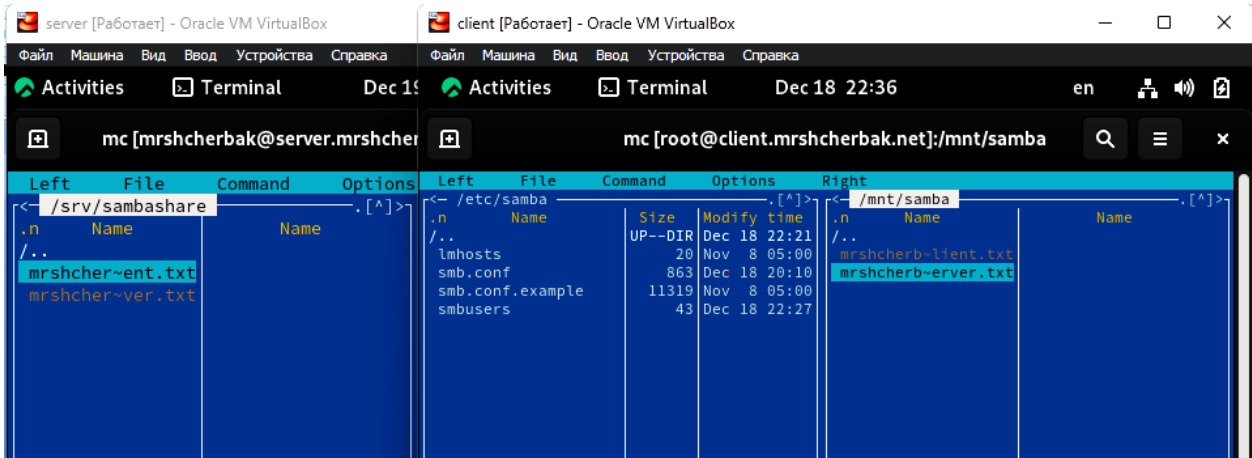 server [Работает] - Oracle VM VirtualBox
Файл Машина Вид Ввод Устройства Справка
Activities Terminal Dec 19
mc [mrshcherbak@server.mrshcher
Left File Command Options
<— /srv/sambashare .[^]>
.n Name Name
/..
mrshcher~ent.txt
mrshcher~ver.txt
client [Работает] - Oracle VM VirtualBox
Файл Машина Вид Ввод Устройства Справка
Activities Terminal Dec 18 22:36 en
mc [root@client.mrshcherbak.net]:/mnt/samba
Left File Command Options Right
<— /etc/samba .[^]>
.n Name Size Modify time
/.. UP--DIR Dec 18 22:21
lmhosts 20 Nov 8 05:00
smb.conf 863 Dec 18 20:10
smb.conf.example 11319 Nov 8 05:00
smbusers 43 Dec 18 22:27
<— /mnt/samba .[^]>
.n Name Name
/..
mrshcherb~lient.txt
mrshcherb~erver.txt